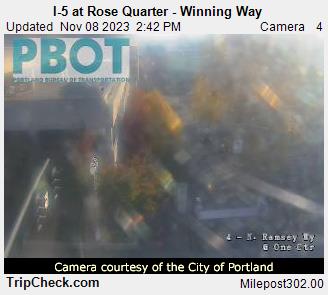 I-5 at Rose Quarter - Winning Way
Updated Nov 08 2023 2:42 PM Camera 4
PBOT
PORTLAND BUREAU OF TRANSPORTATION
4 - N. Ramsey Wy
@ One Ctr
Camera courtesy of the City of Portland
TripCheck.com Milepost302.00